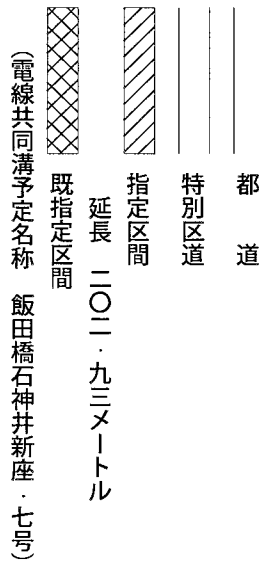 都道
特別区道
指定区間
延長 二〇二・九三メートル
既指定区間
(電線共同溝予定名称 飯田橋石神井新座・七号)